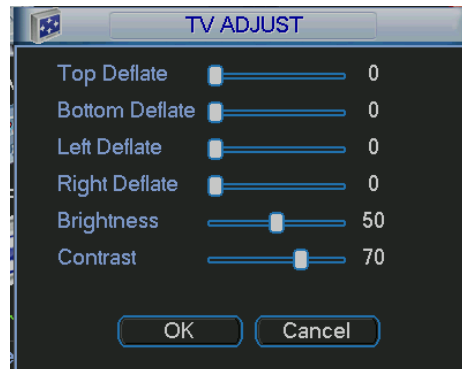 TV ADJUST
Top Deflate 0
Bottom Deflate 0
Left Deflate 0
Right Deflate 0
Brightness 50
Contrast 70
OK Cancel